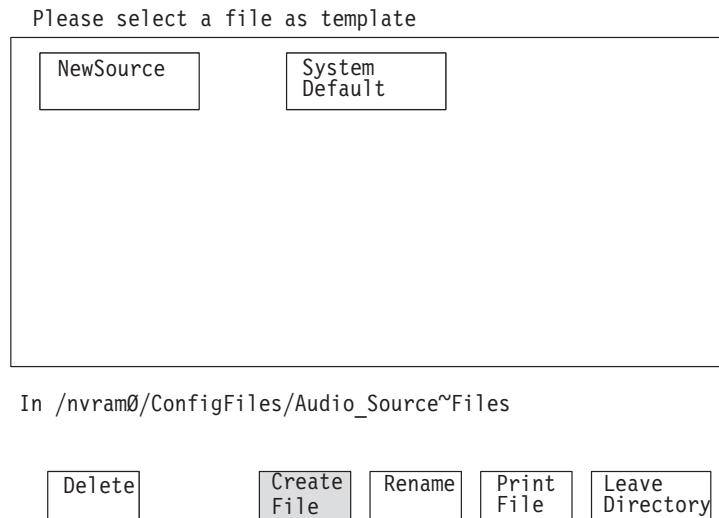 Please select a file as template
NewSource
System
Default
In /nvram0/ConfigFiles/Audio_Source~Files
Delete
Create
File
Rename
Print
File
Leave
Directory